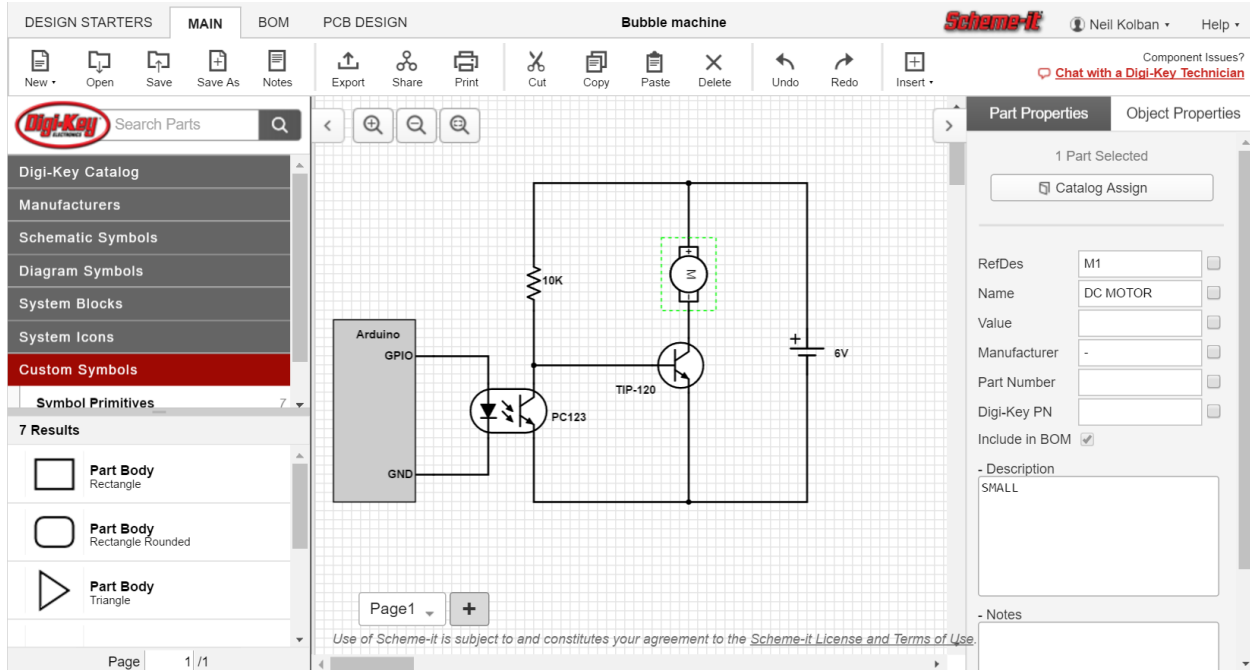 DESIGN STARTERS MAIN BOM PCB DESIGN Bubble machine Scheme-it Neil Kolban Help
New Open Save Save As Notes Export Share Print Cut Copy Paste Delete Undo Redo Insert
Component Issues?
Chat with a Digi-Key Technician
Digi-Key
ELECTRONICS
Search Parts
Digi-Key Catalog
Manufacturers
Schematic Symbols
Diagram Symbols
System Blocks
System Icons
Custom Symbols
Symbol Primitives 7
7 Results
Part Body
Rectangle
Part Body
Rectangle Rounded
Part Body
Triangle
Page 1 /1
10K
+
M
Arduino
GPIO
+
6V
TIP-120
PC123
GND
Page1 +
Use of Scheme-it is subject to and constitutes your agreement to the Scheme-it License and Terms of Use.
Part Properties Object Properties
1 Part Selected
Catalog Assign
RefDes M1
Name DC MOTOR
Value
Manufacturer -
Part Number
Digi-Key PN
Include in BOM
- Description
SMALL
- Notes